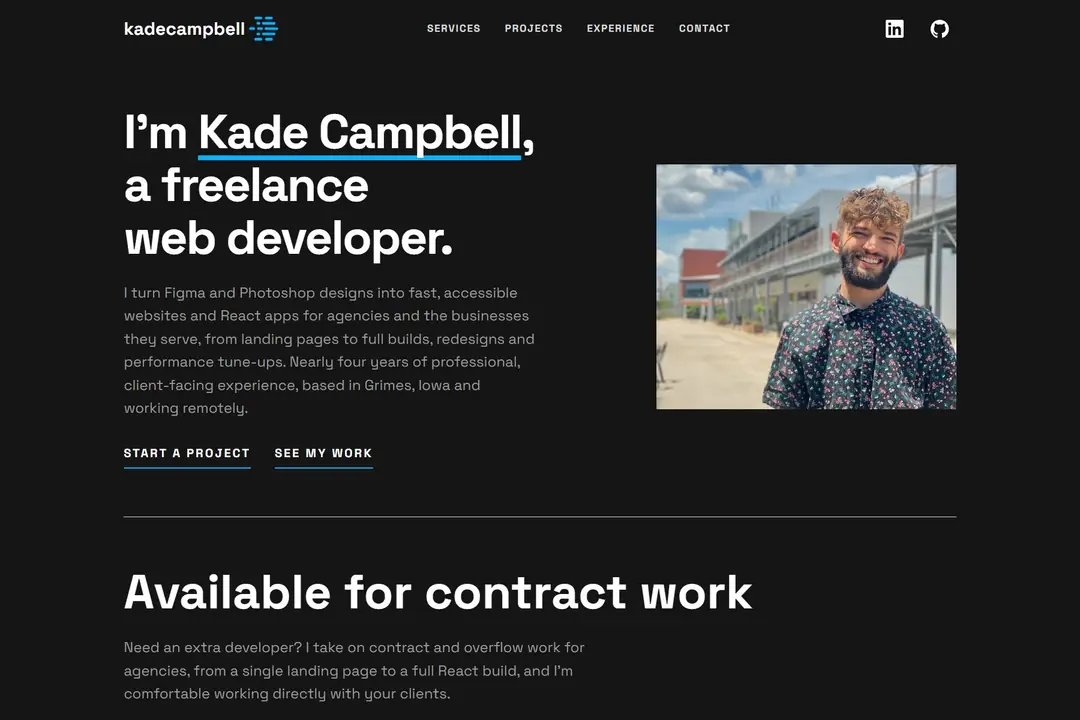 kadecampbell
SERVICES PROJECTS EXPERIENCE CONTACT
in
I'm Kade Campbell,
a freelance
web developer.
I turn Figma and Photoshop designs into fast, accessible
websites and React apps for agencies and the businesses
they serve, from landing pages to full builds, redesigns and
performance tune-ups. Nearly four years of professional,
client-facing experience, based in Grimes, Iowa and
working remotely.
START A PROJECT SEE MY WORK
Available for contract work
Need an extra developer? I take on contract and overflow work for
agencies, from a single landing page to a full React build, and I'm
comfortable working directly with your clients.